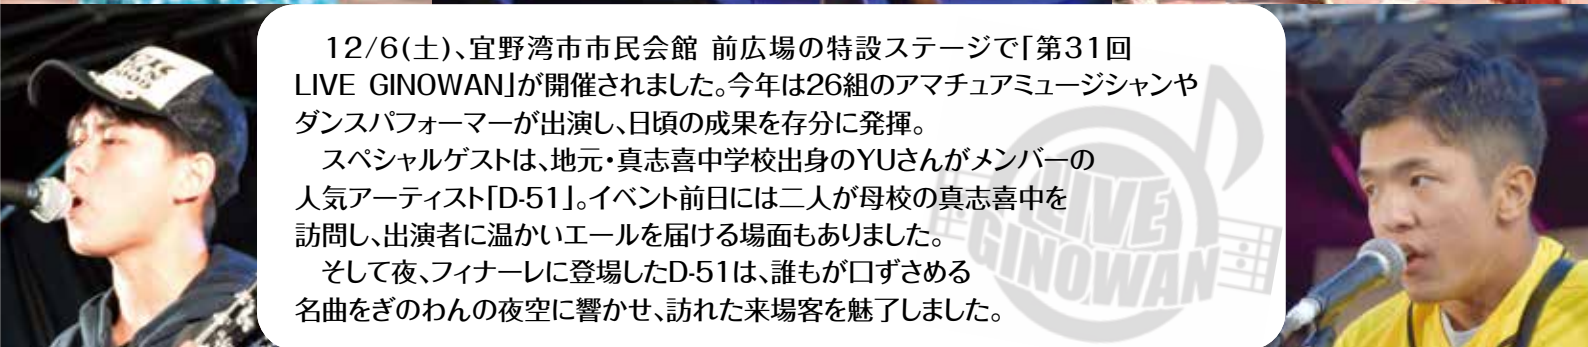 12/6(土)、宜野湾市市民会館 前広場の特設ステージで「第31回
LIVE GINOWAN」が開催されました。今年は26組のアマチュアミュージシャンや
ダンスパフォーマーが出演し、日頃の成果を存分に発揮。
スペシャルゲストは、地元・真志喜中学校出身のYUさんがメンバーの
人気アーティスト「D-51」。イベント前日には二人が母校の真志喜中を
訪問し、出演者に温かいエールを届ける場面もありました。
そして夜、フィナーレに登場したD-51は、誰もが口ずさめる
名曲をぎのわんの夜空に響かせ、訪れた来場客を魅了しました。
LIVE
GINOWAN